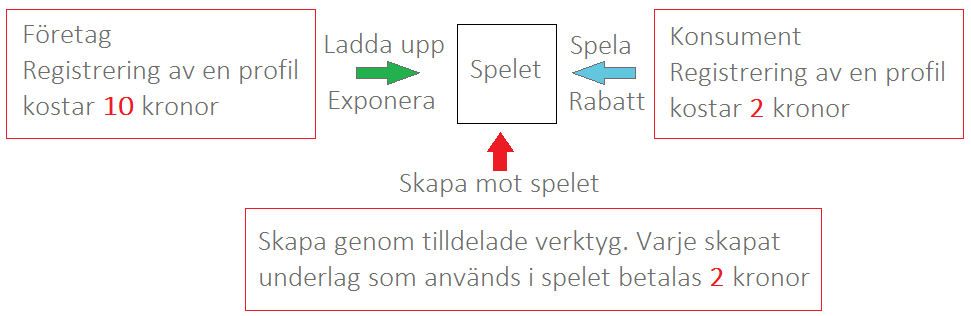 Företag
Registrering av en profil
kostar 10 kronor
Ladda upp
Exponera
Spelet
Spela
Rabatt
Konsument
Registrering av en profil
kostar 2 kronor
Skapa mot spelet
Skapa genom tilldelade verktyg. Varje skapat
underlag som används i spelet betalas 2 kronor